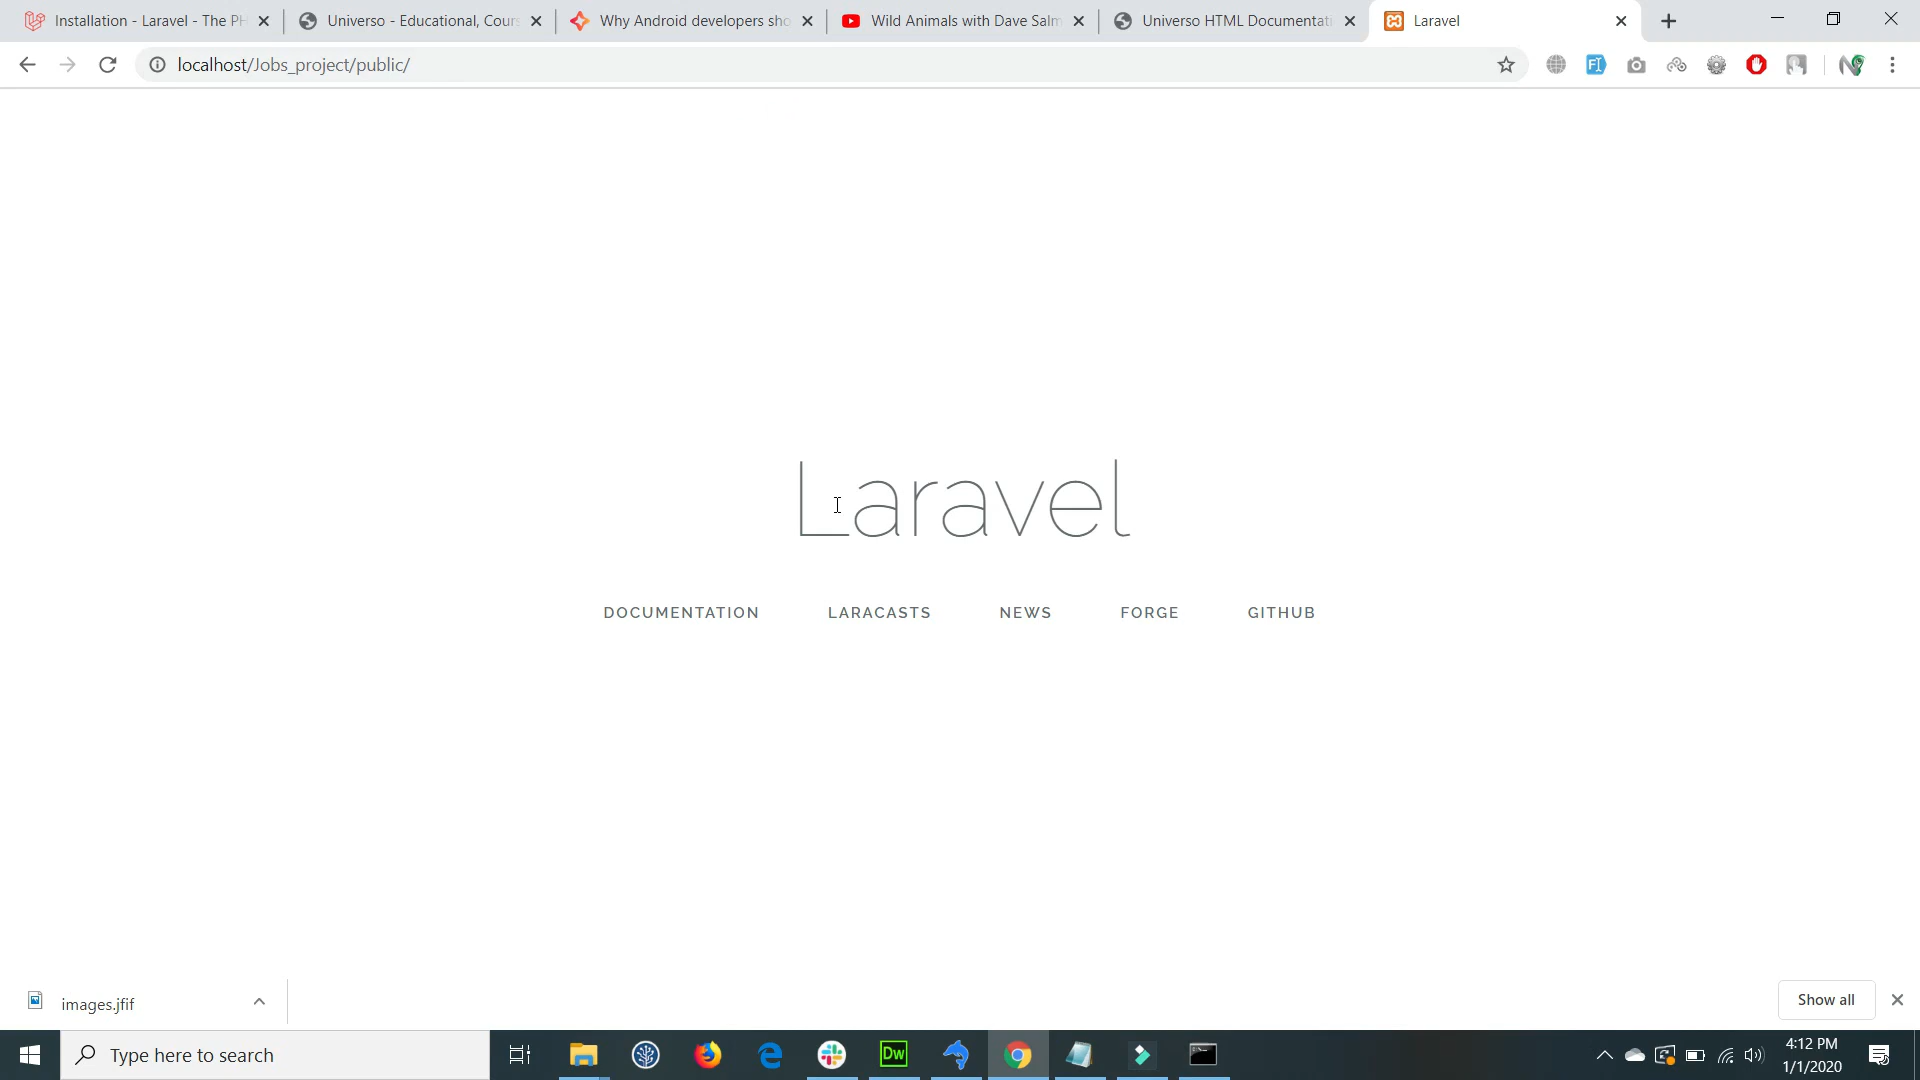 Installation - Laravel - The PH
Universo - Educational, Cours
Why Android developers sho
Wild Animals with Dave Salm
Universo HTML Documentati
Laravel
localhost/Jobs_project/public/
Laravel
DOCUMENTATION LARACASTS NEWS FORGE GITHUB
images.jfif
Show all
Type here to search
Dw
4:12 PM
1/1/2020